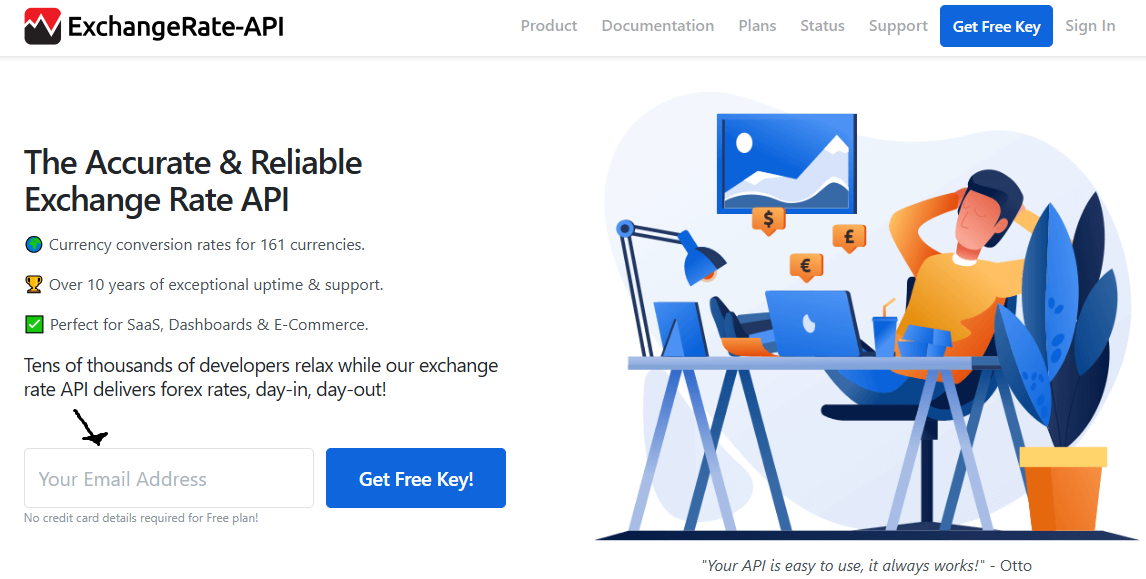 ExchangeRate-API
Product
Documentation
Plans
Status
Support
Get Free Key
Sign In
The Accurate & Reliable
Exchange Rate API
Currency conversion rates for 161 currencies.
Over 10 years of exceptional uptime & support.
Perfect for SaaS, Dashboards & E-Commerce.
Tens of thousands of developers relax while our exchange
rate API delivers forex rates, day-in, day-out!
Your Email Address
Get Free Key!
No credit card details required for Free plan!
$
£
€
"Your API is easy to use, it always works!" - Otto